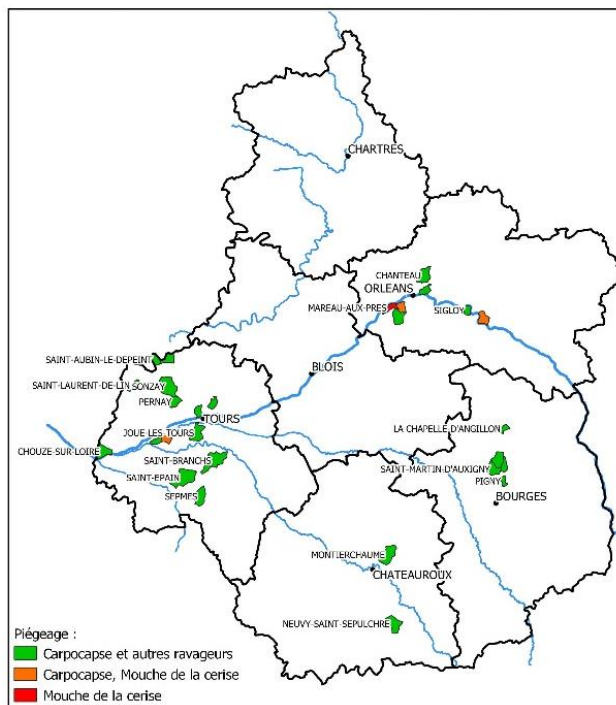 CHARTRES
CHANTEAU
ORLEANS
MAREAU-AUX-PRES
SIGLOY
SAINT-AUBIN-LE-DEPEINT
BLOIS
SAINT-LAURENT-DE-LIN
SONZAY
PERNAY
TOURS
LA CHAPELLE D'ANGILLON
JOUE LES TOURS
CHOUZE-SUR-LOIRE
SAINT-BRANCHS
SAINT-MARTIN-D'AUXIGNY
SAINT-EPAIN
PIGNY
SEPMES
BOURGES
MONTIERCHAUME
CHATEAUROUX
NEUVY-SAINT-SEPULCHRE
Piégeage :
Carpocapse et autres ravageurs
Carpocapse, Mouche de la cerise
Mouche de la cerise